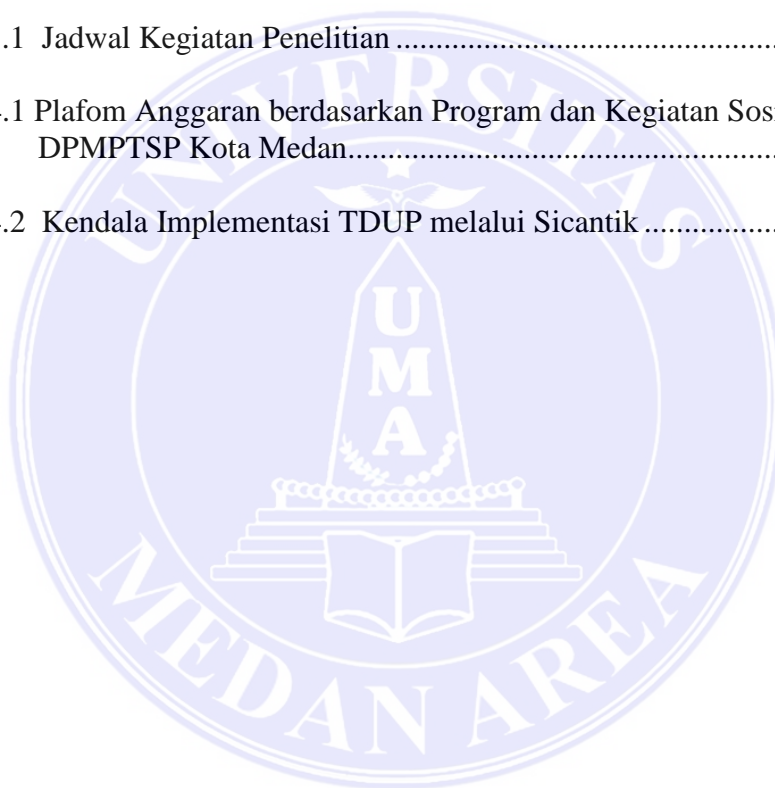 .1 Jadwal Kegiatan Penelitian ........................................
.1 Plafom Anggaran berdasarkan Program dan Kegiatan Sos
DPMPTSP Kota Medan..............................................
.2 Kendala Implementasi TDUP melalui Sicantik ..................
UNIVERSITAS
UMA
MEDAN AREA